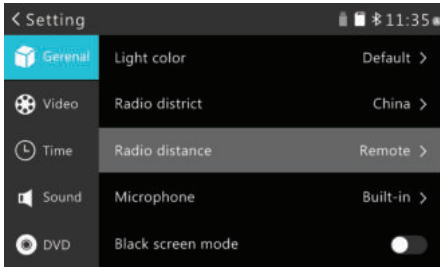 Setting
11:35
Gerenal
Light color
Default
Video
Radio district
China
Time
Radio distance
Remote
Sound
Microphone
Built-in
DVD
Black screen mode